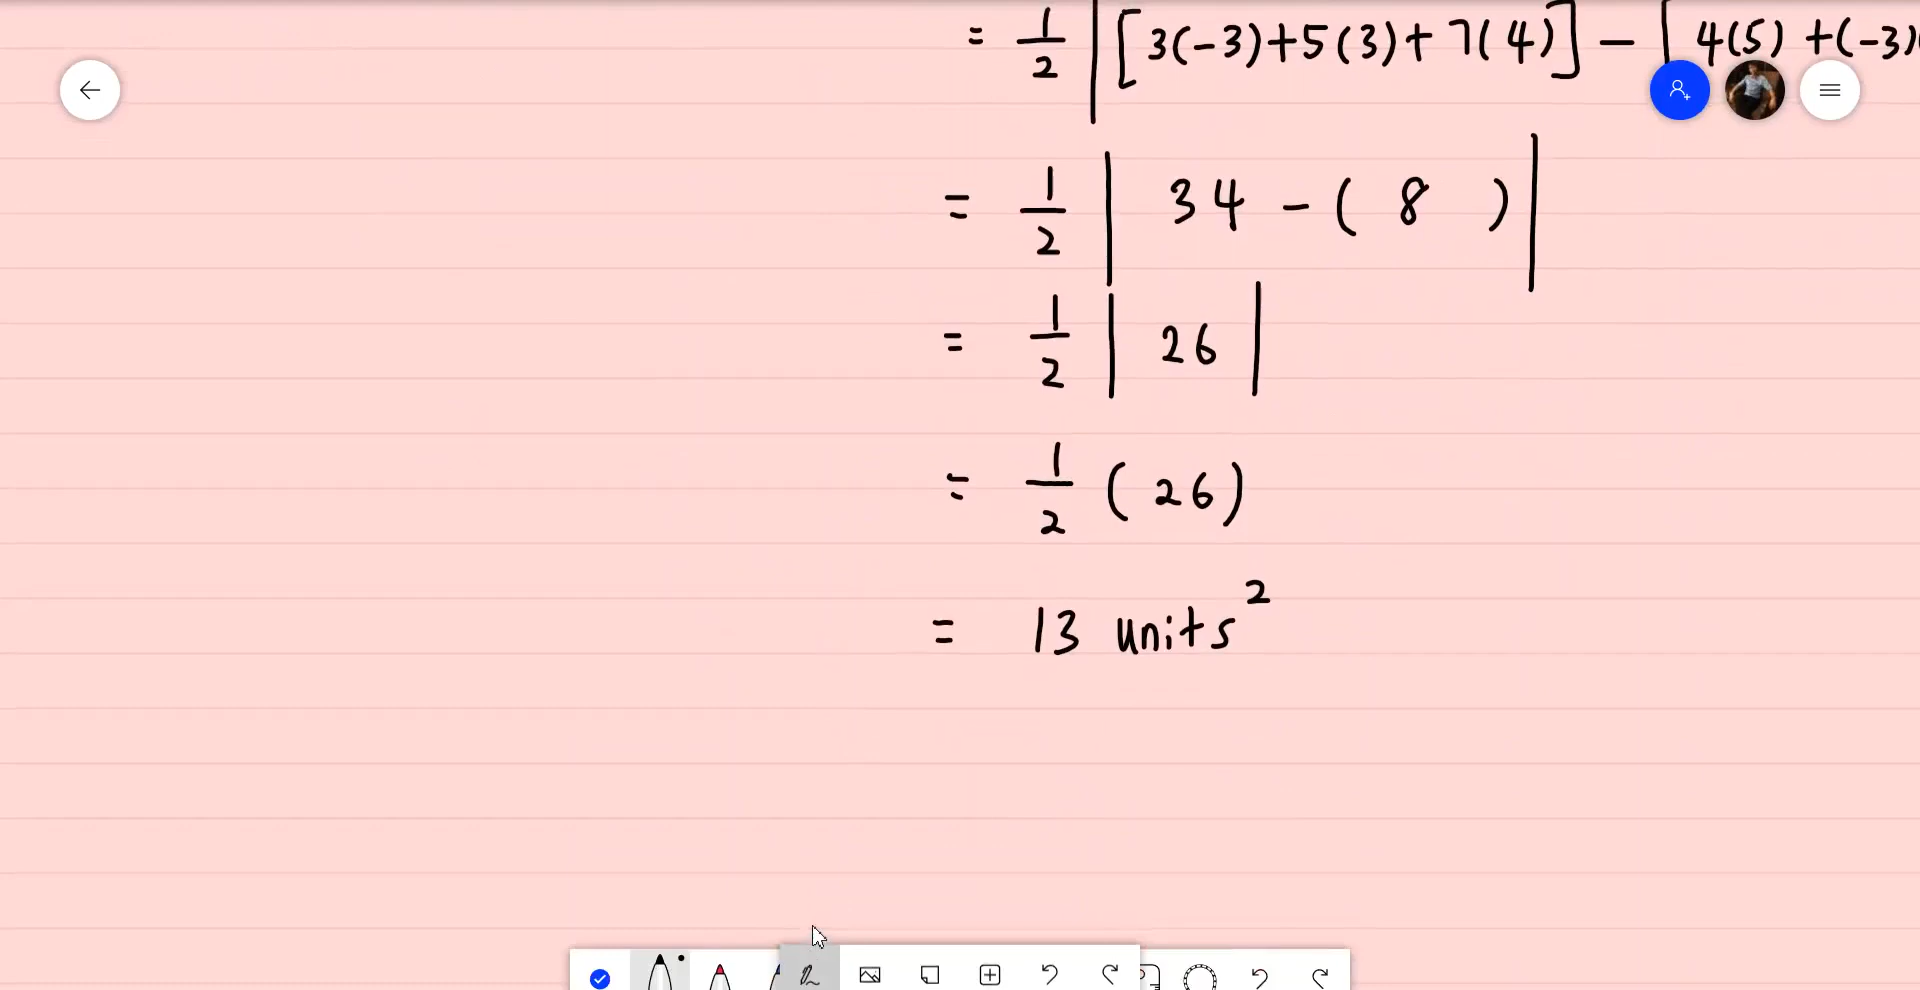 = 1/2 |[3(-3)+5(3)+7(4)] - [4(5) +(-3)(
= 1/2 | 34 - ( 8 )|
= 1/2 | 26 |
= 1/2 (26)
= 13 units²